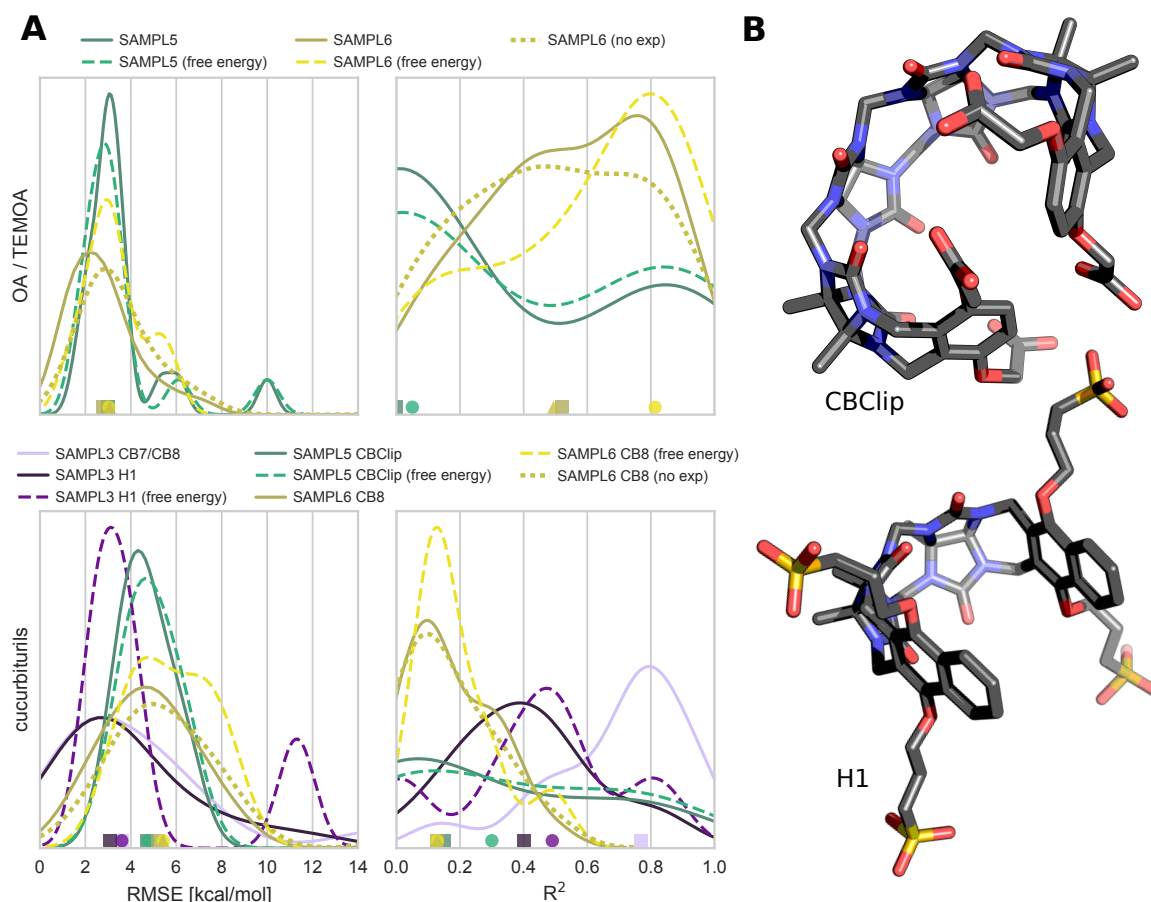 A
SAMPL5
SAMPL6
SAMPL6 (no exp)
SAMPL5 (free energy)
SAMPL6 (free energy)
OA / TEMOA
SAMPL3 CB7/CB8
SAMPL5 CBClip
SAMPL6 CB8 (free energy)
SAMPL3 H1
SAMPL5 CBClip (free energy)
SAMPL6 CB8 (no exp)
SAMPL3 H1 (free energy)
SAMPL6 CB8
cucurbiturils
0 2 4 6 8 10 12 14
RMSE [kcal/mol]
0.0 0.2 0.4 0.6 0.8 1.0
R²
B
CBClip
H1